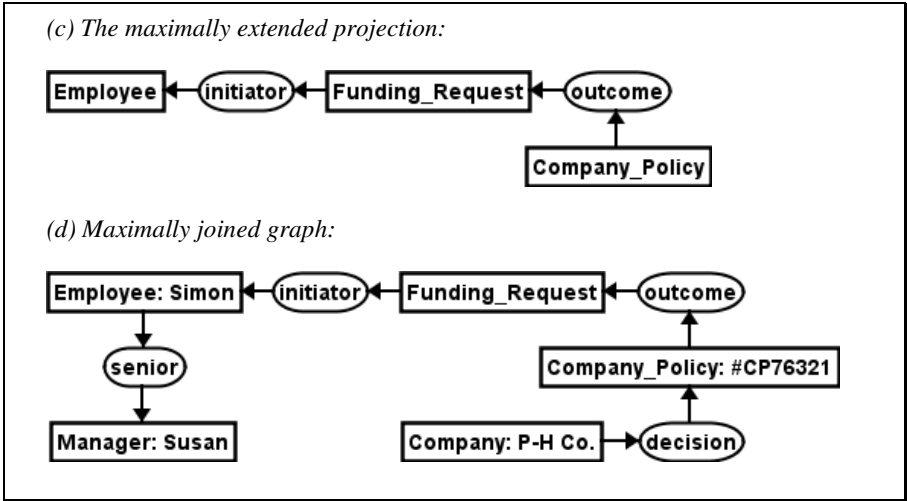 (c) The maximally extended projection:
Employee initiator Funding_Request outcome
Company_Policy
(d) Maximally joined graph:
Employee: Simon initiator Funding_Request outcome
senior Company_Policy: #CP76321
Manager: Susan Company: P-H Co. decision